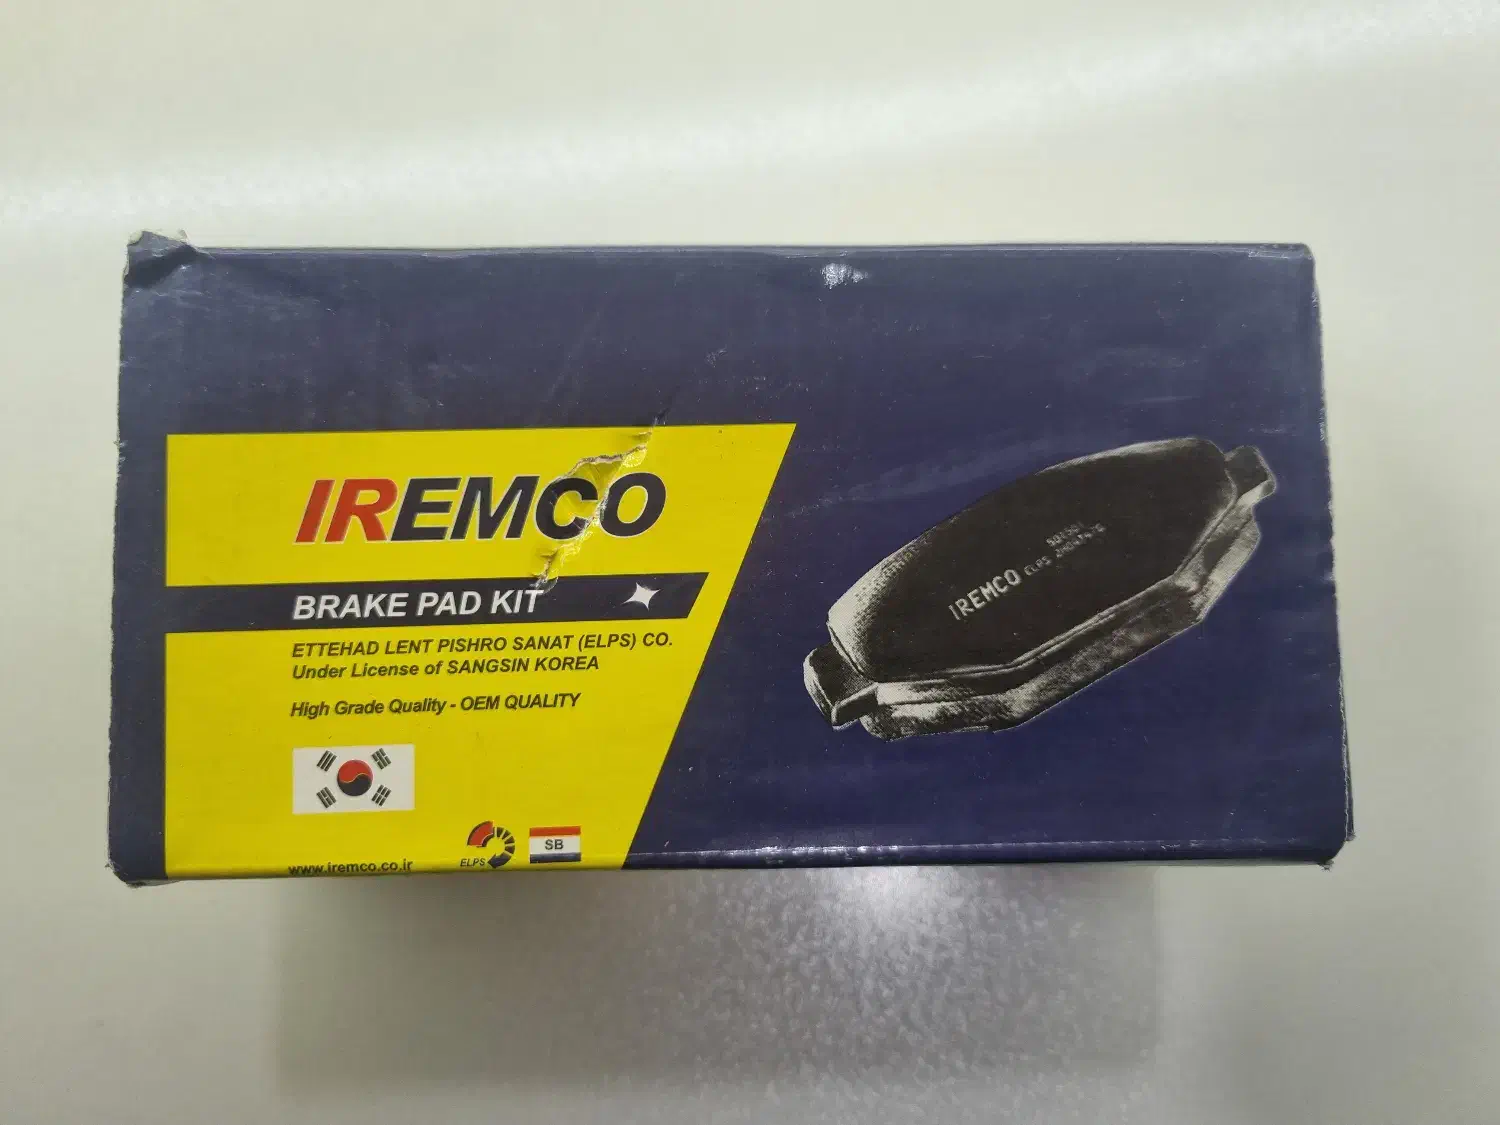 IREMCO
BRAKE PAD KIT
ETTEHAD LENT PISHRO SANAT (ELPS) CO.
Under License of SANGSIN KOREA
High Grade Quality - OEM QUALITY
www.iremco.co.ir
ELPS
SB
IREMCO ELPS